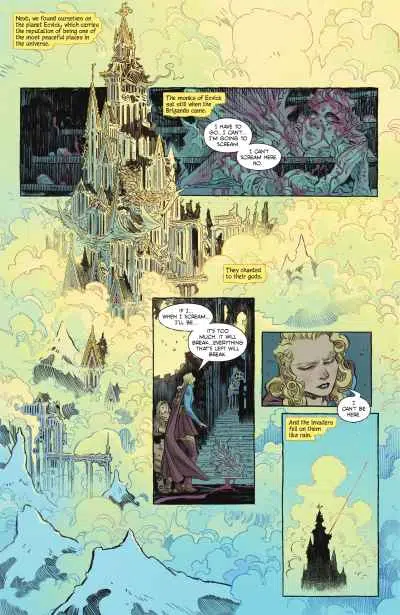 Next, we found ourselves on
the planet Ervica, which carried
the reputation of being one of
the most peaceful places in
the universe.
The monks of Ervica
sat still when the
Brigands came.
I HAVE TO
GO...I CAN'T...
I'M GOING TO
SCREAM.
I CAN'T
SCREAM HERE.
NO.
They chanted
to their gods.
IF I...
WHEN I SCREAM...
I'LL BE...
IT'S TOO
MUCH. IT WILL
BREAK...EVERYTHING
THAT'S LEFT WILL
BREAK.
I
CAN'T BE
HERE.
And the invaders
fell on them
like rain.